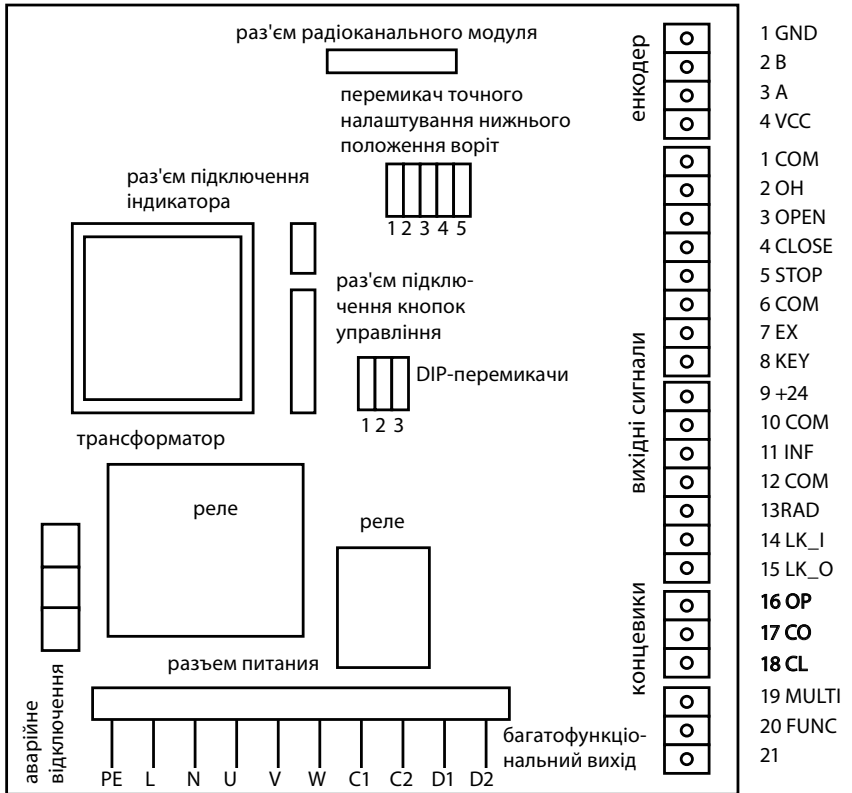 раз'єм радіоканального модуля
перемикач точного
налаштування нижнього
положення воріт
1 2 3 4 5
раз'єм підключення
індикатора
раз'єм підклю-
чення кнопок
управління
DIP-перемикачи
1 2 3
трансформатор
реле
реле
аварійне
відключення
разъем питания
PE L N U V W C1 C2 D1 D2
багатофункціо-
нальний вихід
енкодер
вихідні сигнали
концевики
1 GND
2 B
3 A
4 VCC
1 COM
2 OH
3 OPEN
4 CLOSE
5 STOP
6 COM
7 EX
8 KEY
9 +24
10 COM
11 INF
12 COM
13RAD
14 LK_I
15 LK_O
16 OP
17 CO
18 CL
19 MULTI
20 FUNC
21